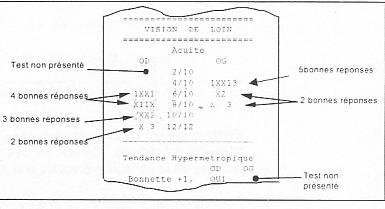 VISION DE LOIN
Acuite
OD OG
Test non présenté 2/10
4/10 1XX13 5bonnes reponses
4 bonnes réponses 1XX1 6/10 X2
X11X 8/10 X 3 2 bonnes réponses
3 bonnes réponses XX2 10/10
2 bonnes réponses X 3 12/12
Tendance Hypermetropique
OD OG
Bonnette +1. OUI Test non
présenté